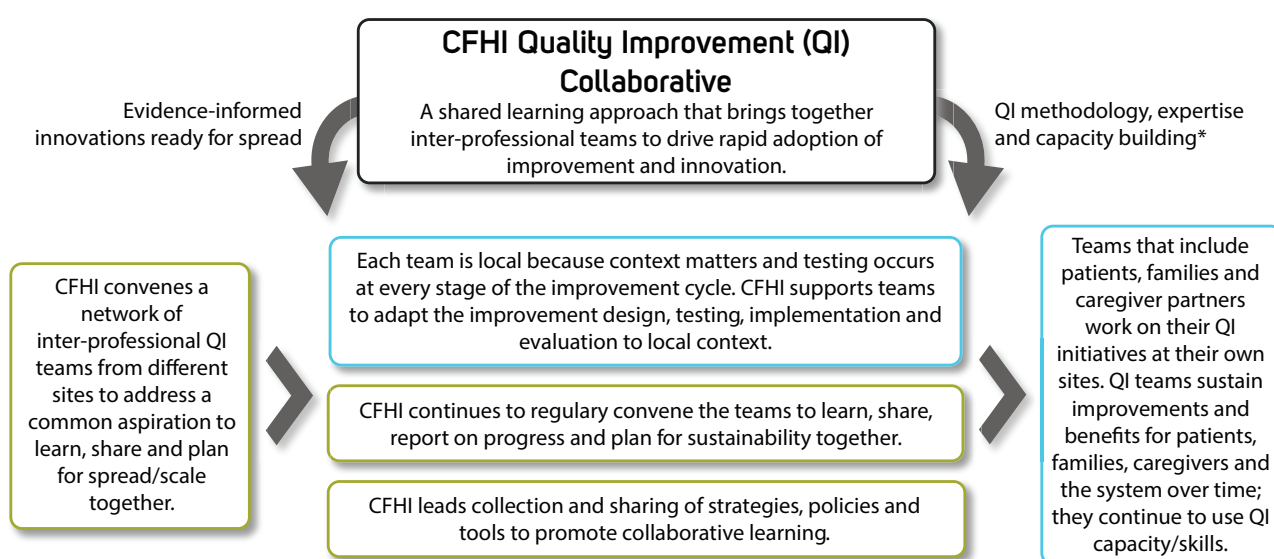 CFHI Quality Improvement (QI)
Collaborative
A shared learning approach that brings together
inter-professional teams to drive rapid adoption of
improvement and innovation.
Evidence-informed
innovations ready for spread
QI methodology, expertise
and capacity building*
CFHI convenes a
network of
inter-professional QI
teams from different
sites to address a
common aspiration to
learn, share and plan
for spread/scale
together.
Each team is local because context matters and testing occurs
at every stage of the improvement cycle. CFHI supports teams
to adapt the improvement design, testing, implementation and
evaluation to local context.
CFHI continues to regulary convene the teams to learn, share,
report on progress and plan for sustainability together.
CFHI leads collection and sharing of strategies, policies and
tools to promote collaborative learning.
Teams that include
patients, families and
caregiver partners
work on their QI
initiatives at their own
sites. QI teams sustain
improvements and
benefits for patients,
families, caregivers and
the system over time;
they continue to use QI
capacity/skills.